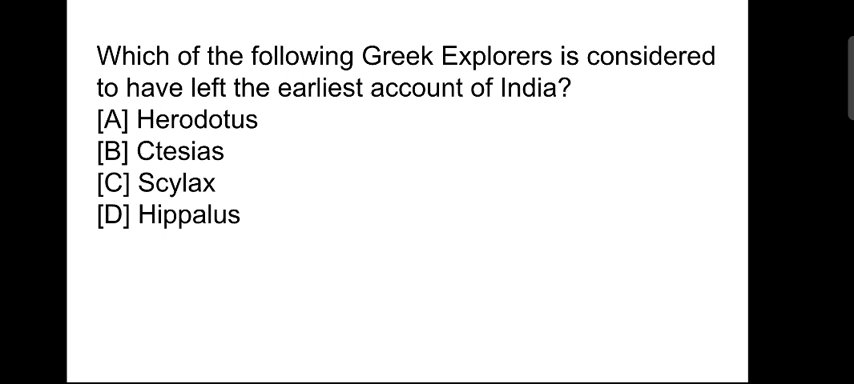 Which of the following Greek Explorers is considered
to have left the earliest account of India?
[A] Herodotus
[B] Ctesias
[C] Scylax
[D] Hippalus